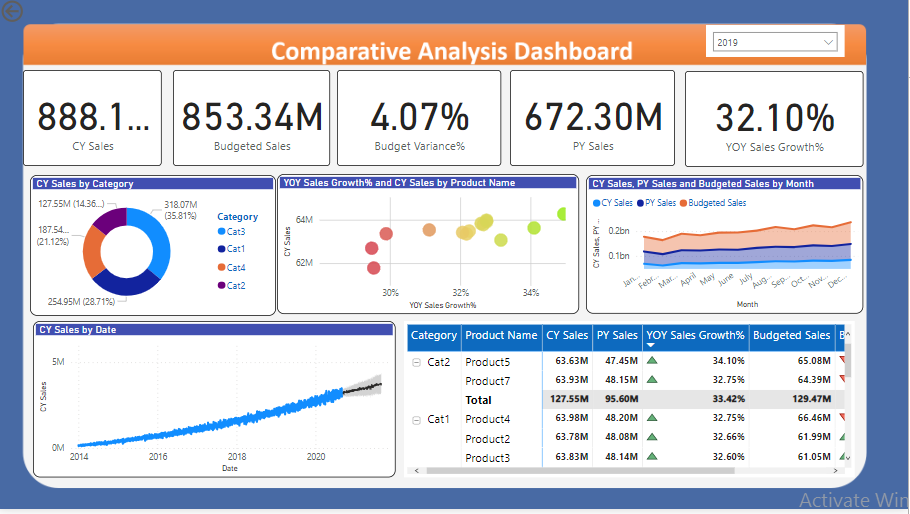 Comparative Analysis Dashboard
2019
888.1...
CY Sales
853.34M
Budgeted Sales
4.07%
Budget Variance%
672.30M
PY Sales
32.10%
YOY Sales Growth%
CY Sales by Category
127.55M (14.36...)
318.07M
(35.81%)
187.54...
(21.12%)
254.95M (28.71%)
Category
Cat3
Cat1
Cat4
Cat2
YOY Sales Growth% and CY Sales by Product Name
CY Sales
64M
62M
30%
32%
34%
YOY Sales Growth%
CY Sales, PY Sales and Budgeted Sales by Month
CY Sales
PY Sales
Budgeted Sales
CY Sales, PY ...
0.2bn
0.1bn
Jan...
Febr...
Mar...
April
May
June
July
Aug...
Sep...
Oct...
Nov...
Dec...
Month
CY Sales by Date
CY Sales
5M
0M
2014
2016
2018
2020
Date
Category Product Name CY Sales PY Sales YOY Sales Growth% Budgeted Sales B
Cat2 Product5 63.63M 47.45M 34.10% 65.08M
Product7 63.93M 48.15M 32.75% 64.39M
Total 127.55M 95.60M 33.42% 129.47M
Cat1 Product4 63.98M 48.20M 32.75% 66.46M
Product2 63.78M 48.08M 32.66% 61.99M
Product3 63.83M 48.14M 32.60% 61.05M
Activate Win